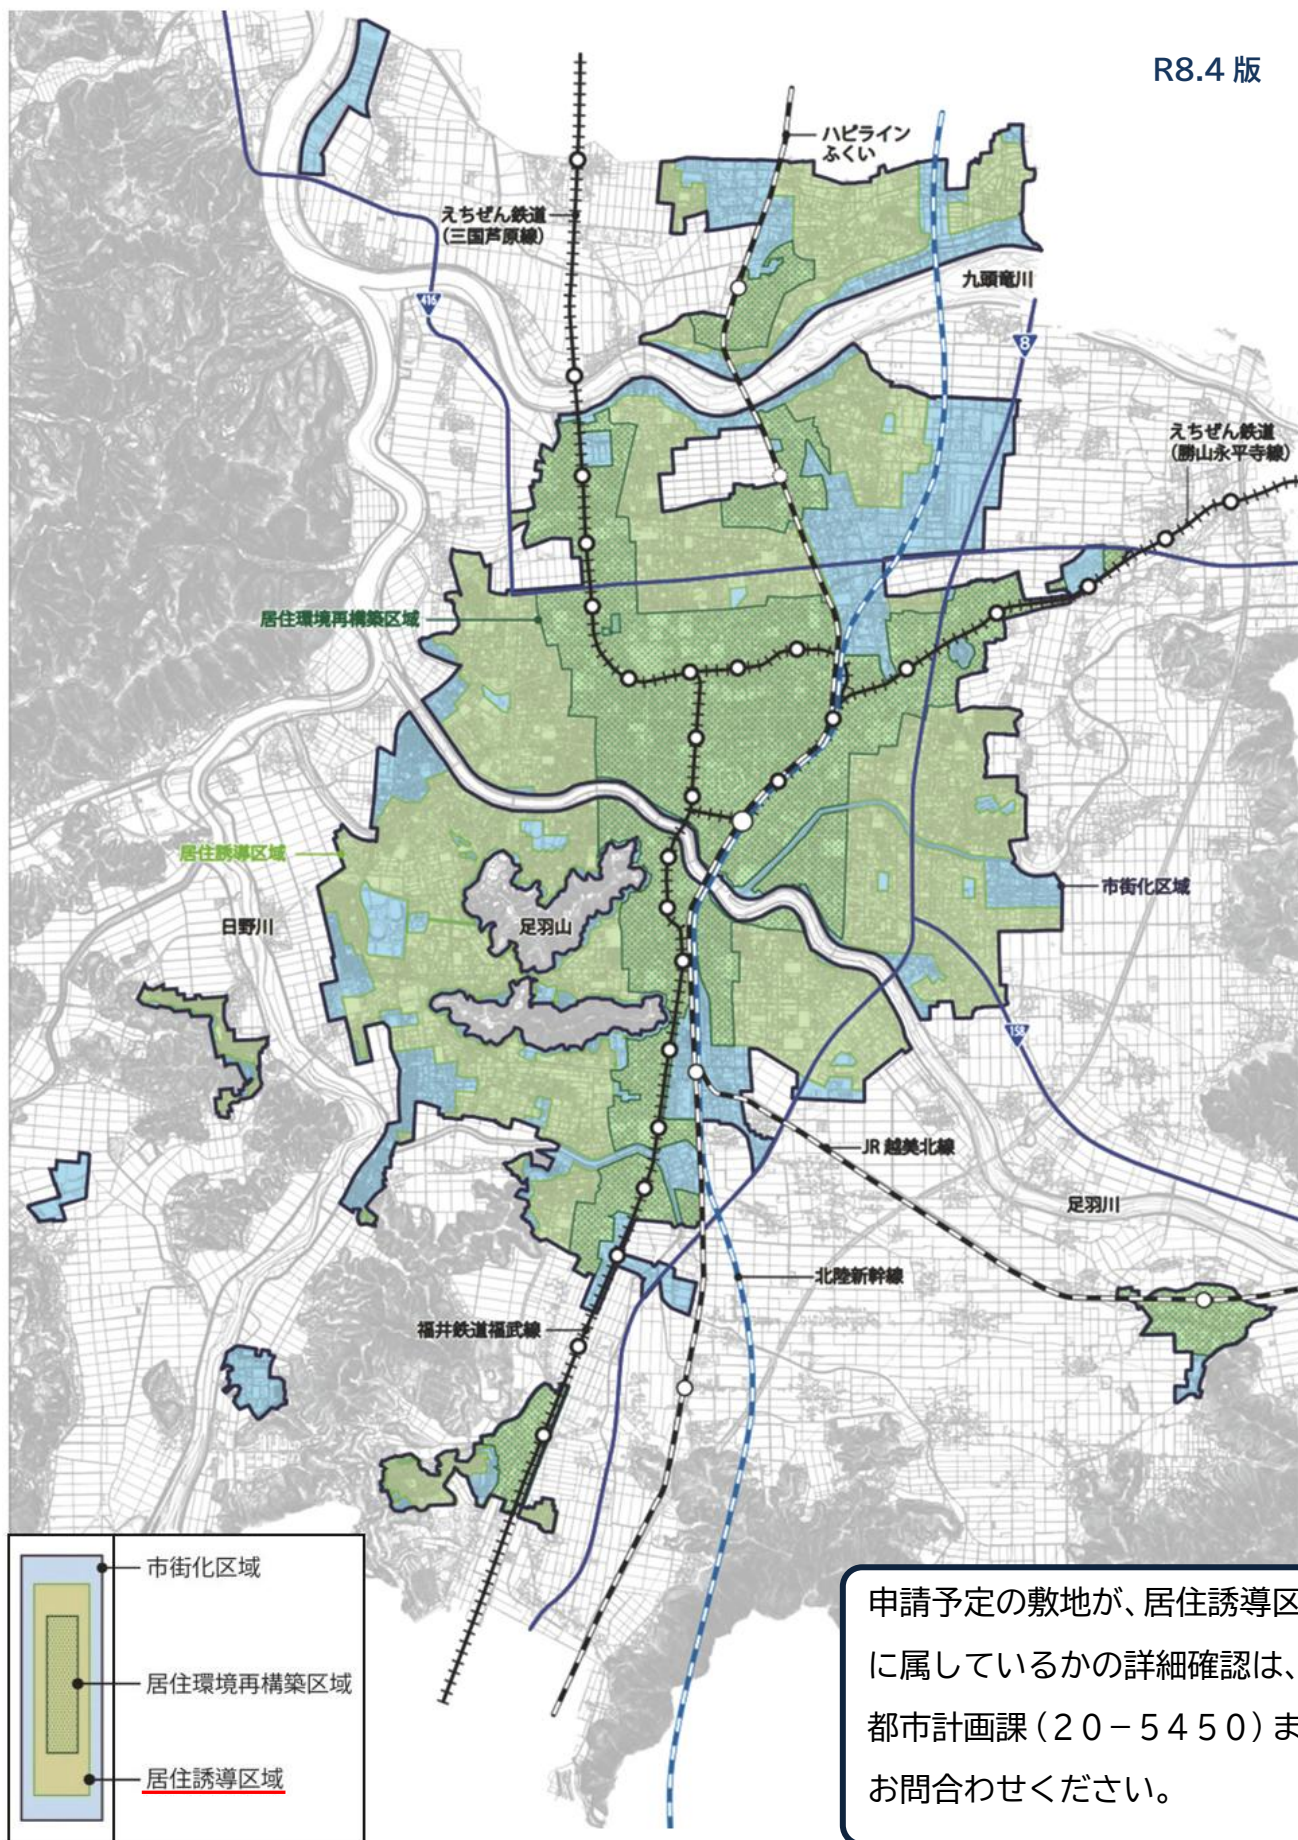 R8.4 版
ハピライン
ふくい
えちぜん鉄道
(三国芦原線)
九頭竜川
416
8
えちぜん鉄道
(勝山永平寺線)
居住環境再構築区域
居住誘導区域
市街化区域
日野川
足羽山
158
JR 越美北線
足羽川
北陸新幹線
福井鉄道福武線
市街化区域
居住環境再構築区域
居住誘導区域
申請予定の敷地が、居住誘導区
に属しているかの詳細確認は、
都市計画課(20-5450)ま
お問合わせください。